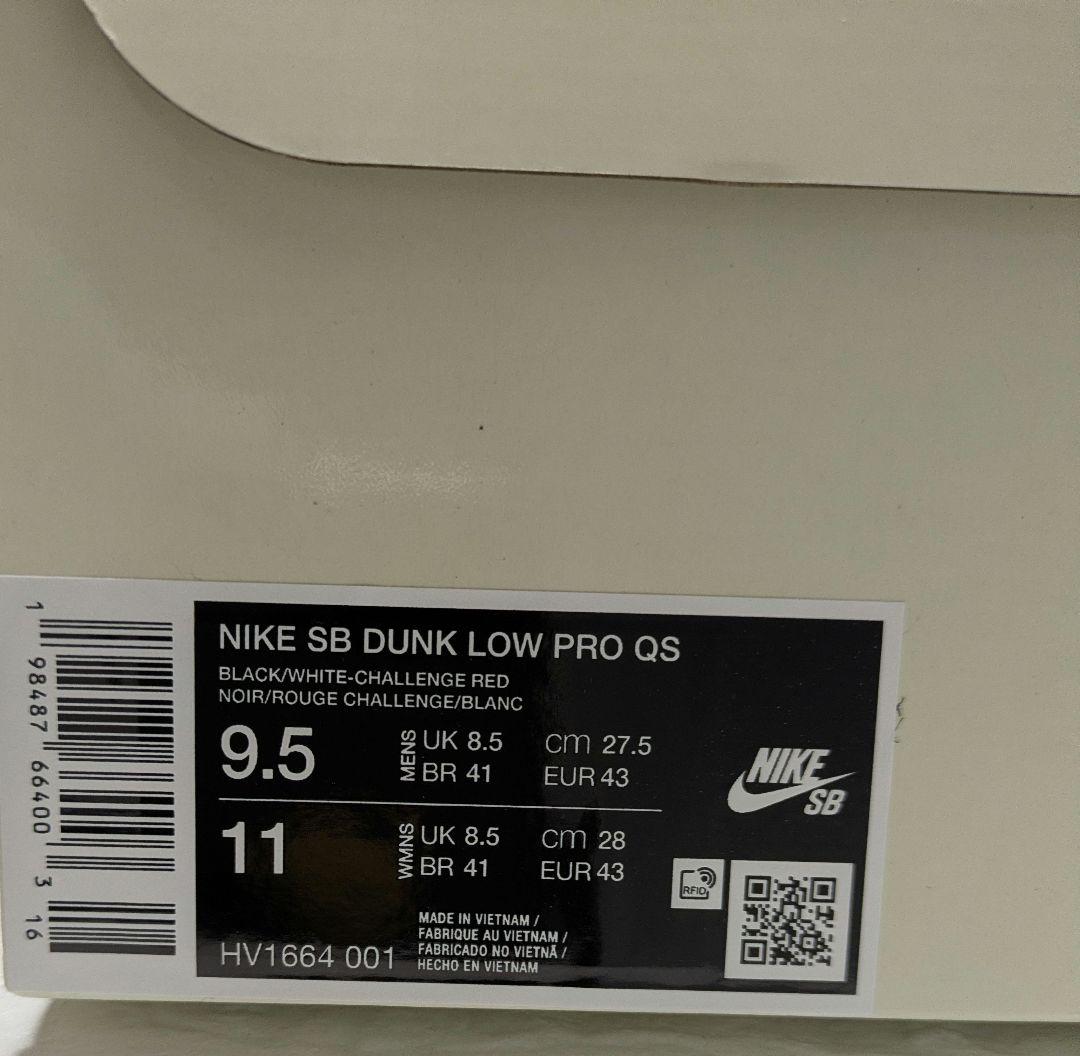 NIKE SB DUNK LOW PRO QS
BLACK/WHITE-CHALLENGE RED
NOIR/ROUGE CHALLENGE/BLANC
9.5 MENS UK 8.5 cm 27.5
BR 41 EUR 43
11 WMNS UK 8.5 cm 28
BR 41 EUR 43
HV1664 001
MADE IN VIETNAM /
FABRIQUE AU VIETNAM /
FABRICADO NO VIETNÃ /
HECHO EN VIETNAM
NIKE
SB
RFID
1 98487 66400 3 16